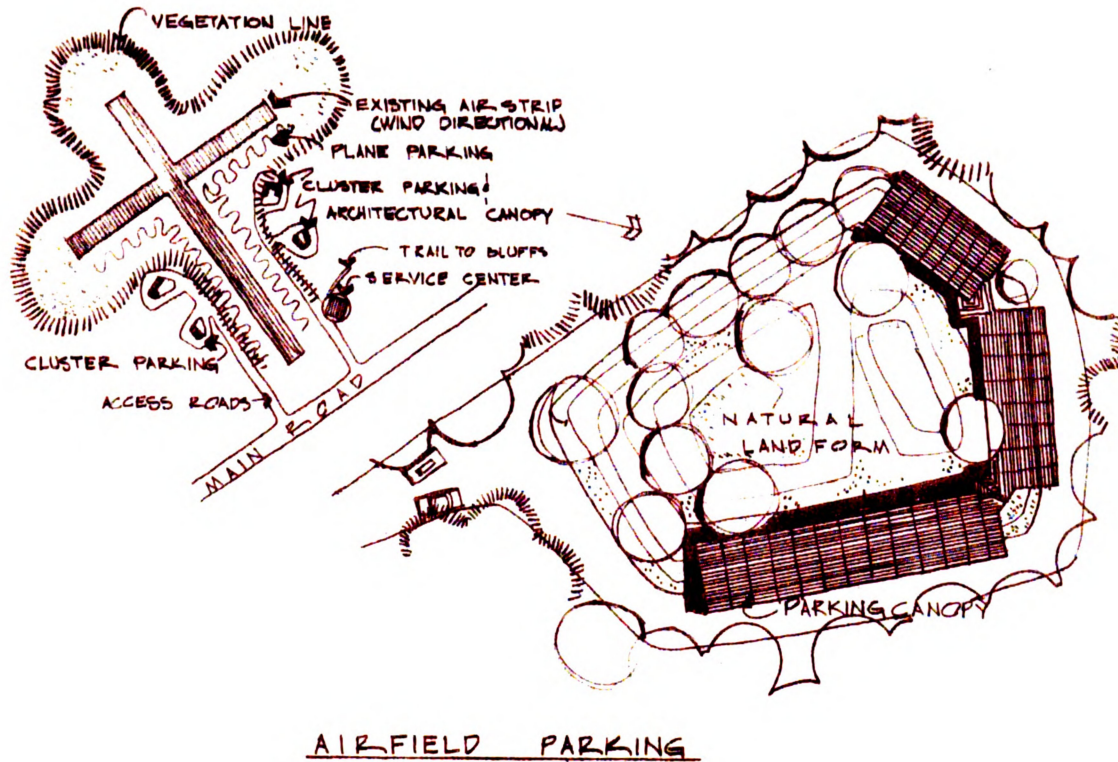 VEGETATION LINE
EXISTING AIR STRIP
(WIND DIRECTIONAL)
PLANE PARKING
CLUSTER PARKING &
ARCHITECTURAL CANOPY
TRAIL TO BLUFFS
SERVICE CENTER
CLUSTER PARKING
ACCESS ROADS
MAIN ROAD
NATURAL
LAND FORM
PARKING CANOPY
AIRFIELD PARKING